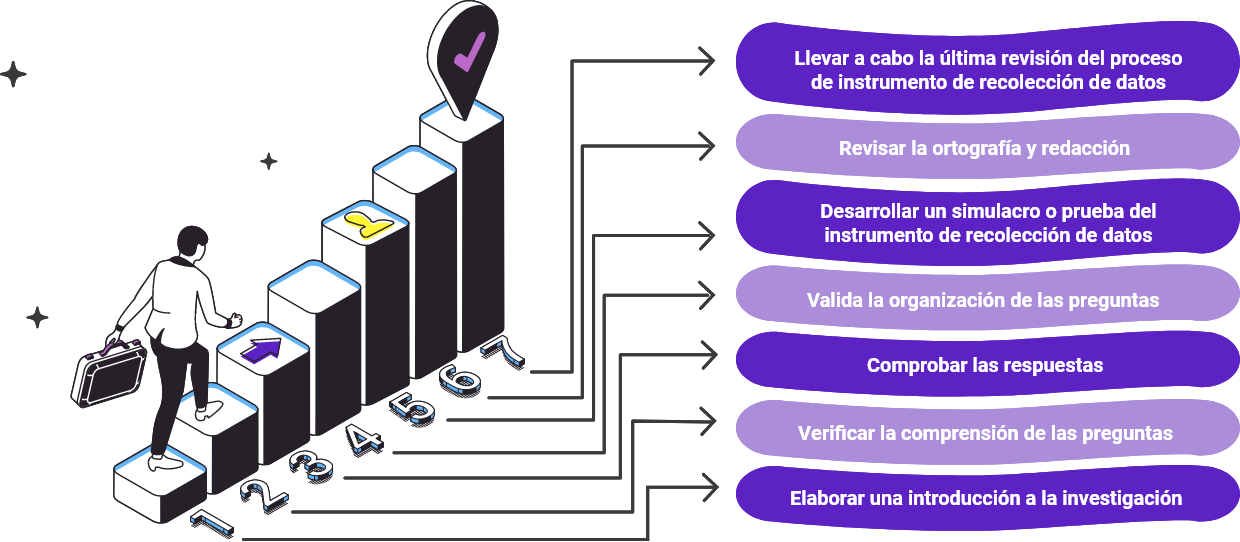 Llevar a cabo la última revisión del proceso
de instrumento de recolección de datos
Revisar la ortografía y redacción
Desarrollar un simulacro o prueba del
instrumento de recolección de datos
Valida la organización de las preguntas
Comprobar las respuestas
Verificar la comprensión de las preguntas
Elaborar una introducción a la investigación
7
6
5
4
3
2
1